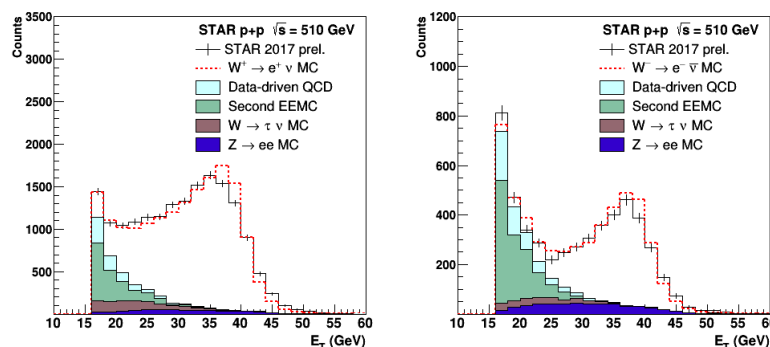 Counts
3500
3000
2500
2000
1500
1000
500
STAR p+p √s = 510 GeV
STAR 2017 prel.
W⁺ → e⁺ ν MC
Data-driven QCD
Second EEMC
W → τ ν MC
Z → ee MC
10 15 20 25 30 35 40 45 50 55 60
E_T (GeV)
Counts
1200
1000
800
600
400
200
STAR p+p √s = 510 GeV
STAR 2017 prel.
W⁻ → e⁻ ν̅ MC
Data-driven QCD
Second EEMC
W → τ ν MC
Z → ee MC
10 15 20 25 30 35 40 45 50 55 60
E_T (GeV)